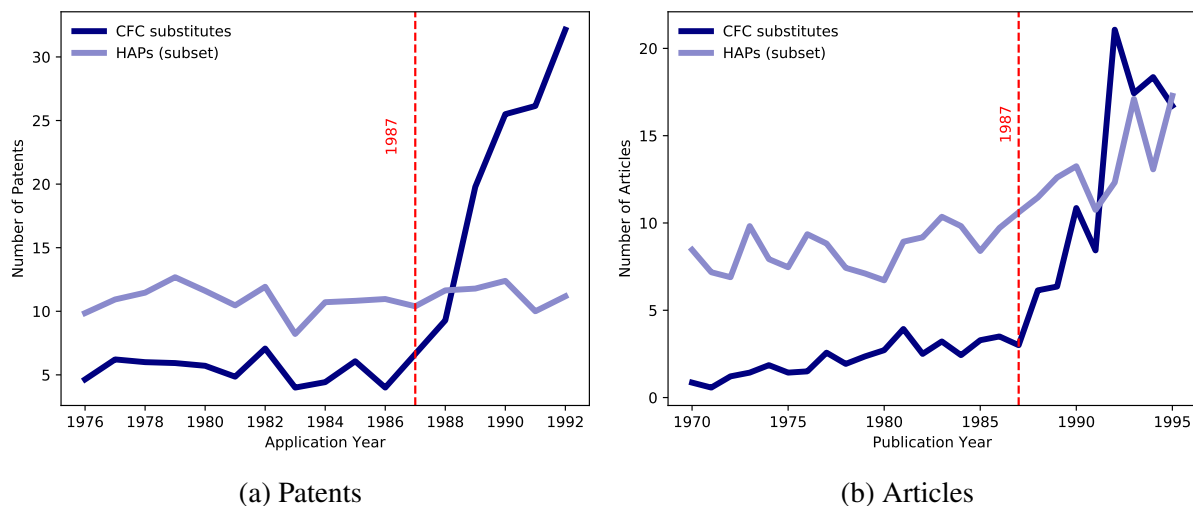 CFC substitutes
HAPs (subset)
30
25
20
15
10
5
Number of Patents
1987
1976 1978 1980 1982 1984 1986 1988 1990 1992
Application Year
(a) Patents
CFC substitutes
HAPs (subset)
20
15
10
5
0
Number of Articles
1987
1970 1975 1980 1985 1990 1995
Publication Year
(b) Articles